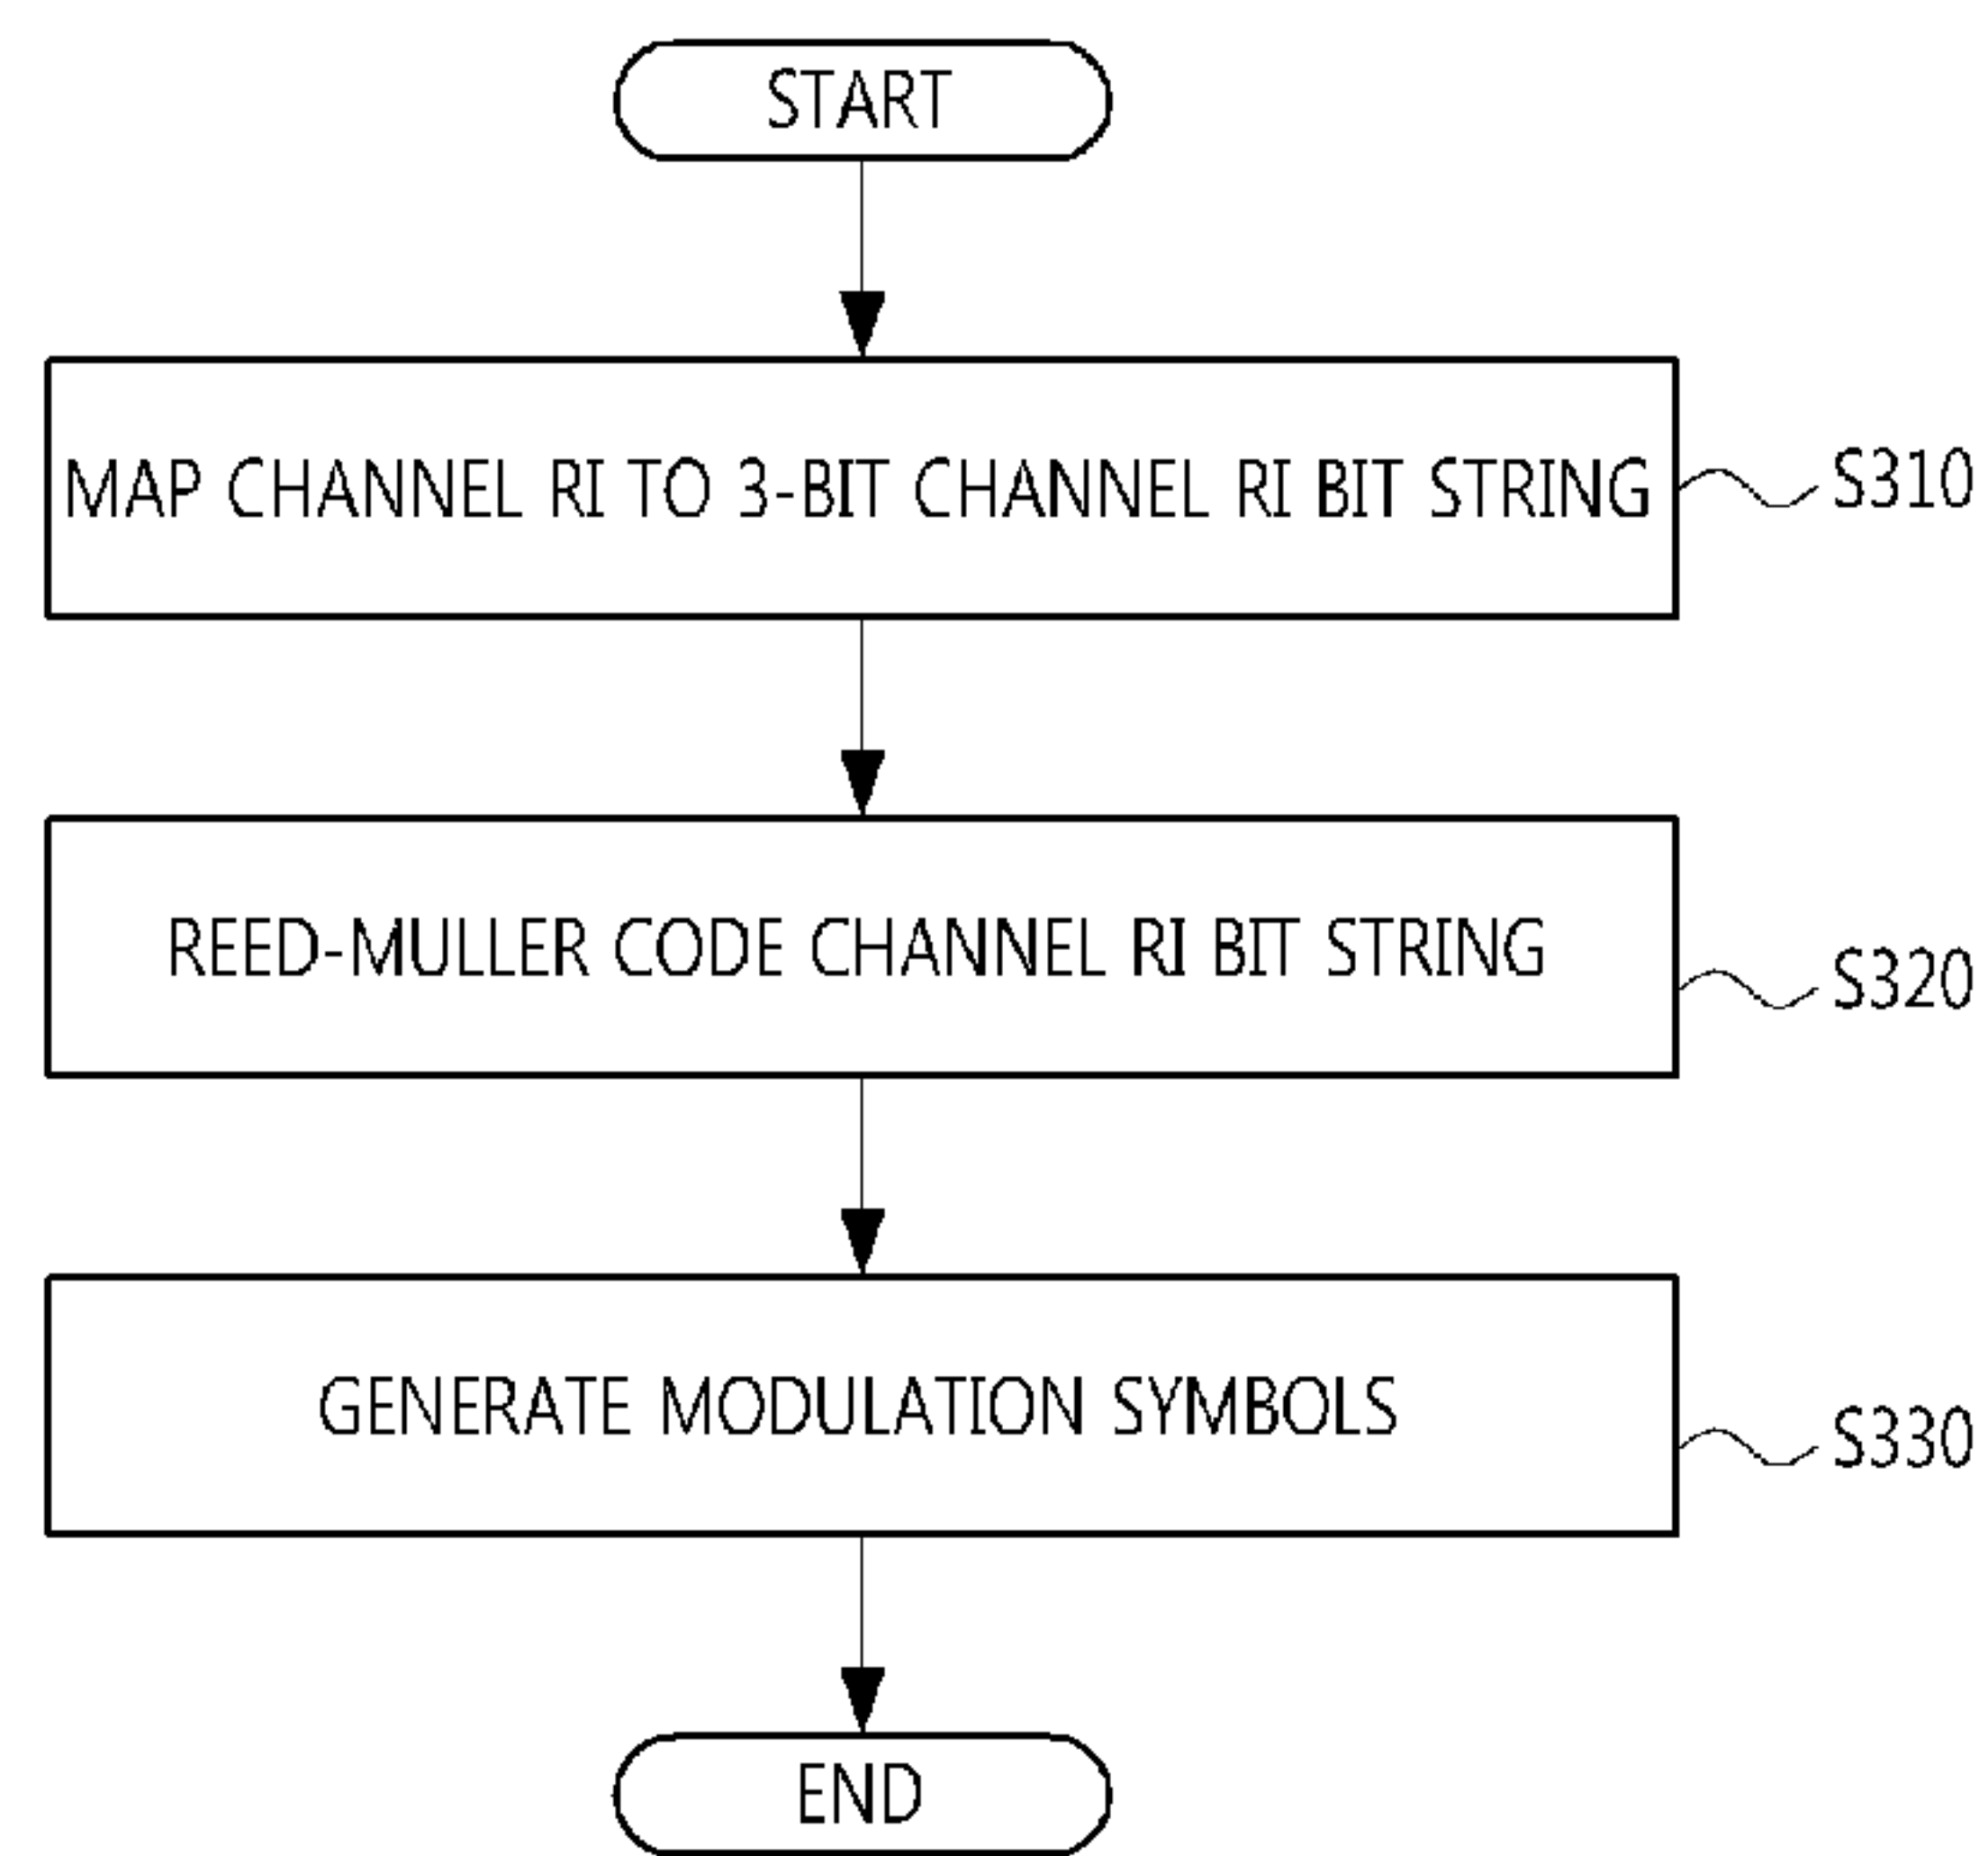 START
MAP CHANNEL RI TO 3-BIT CHANNEL RI BIT STRING
S310
REED-MULLER CODE CHANNEL RI BIT STRING
S320
GENERATE MODULATION SYMBOLS
S330
END